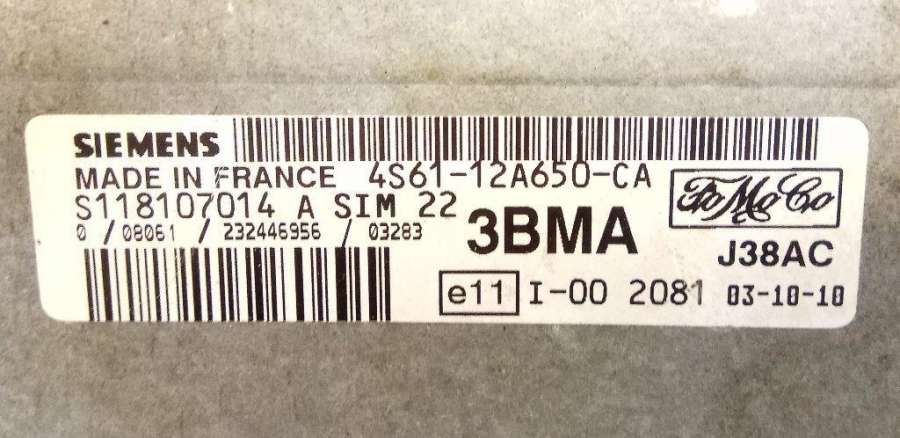 SIEMENS
MADE IN FRANCE 4S61-12A650-CA
S118107014 A SIM 22
0 / 08061 / 232446956 / 03283
3BMA
FoMoCo
J38AC
e11 I-00 2081 03-10-10